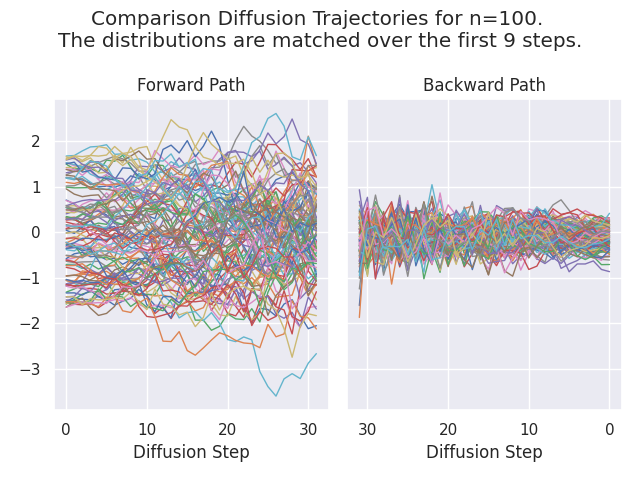 Comparison Diffusion Trajectories for n=100.
The distributions are matched over the first 9 steps.
Forward Path
Backward Path
2
1
0
−1
−2
−3
0
10
20
30
30
20
10
0
Diffusion Step
Diffusion Step